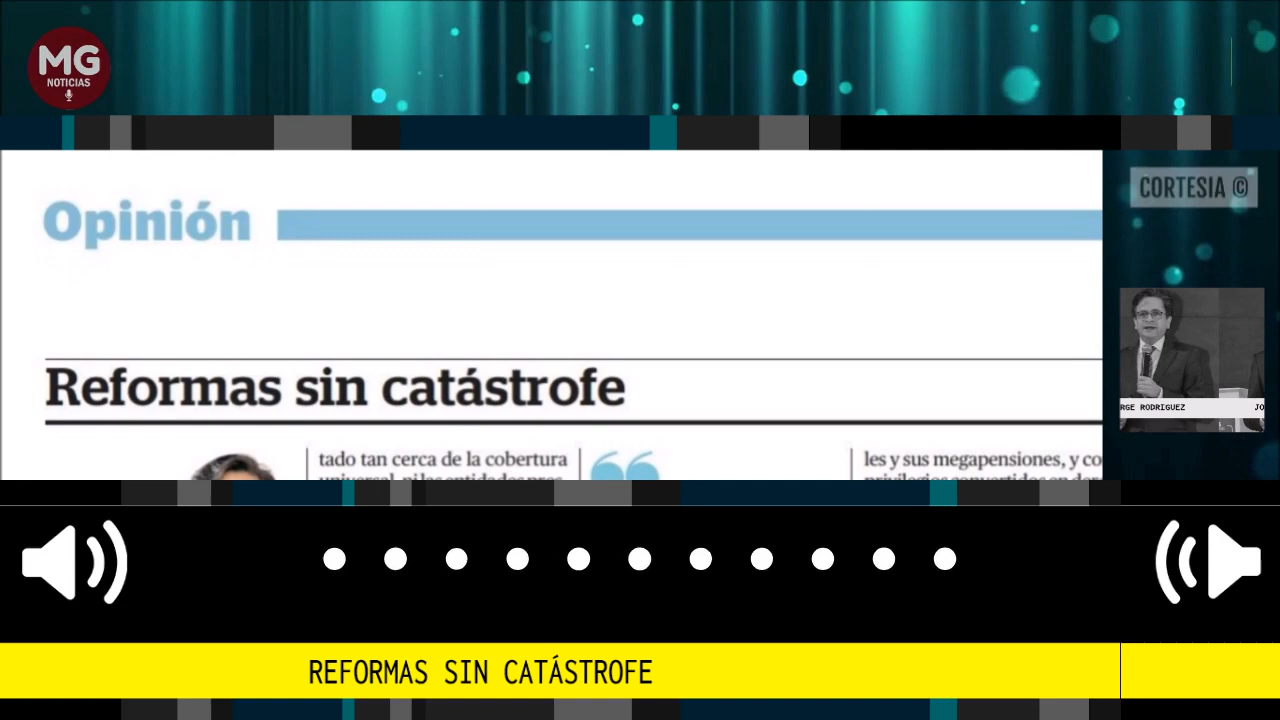 MG
NOTICIAS
CORTESIA ©
Opinión
Reformas sin catástrofe
tado tan cerca de la cobertura
les y sus megapensiones, y co
RGE RODRIGUEZ JO
REFORMAS SIN CATÁSTROFE